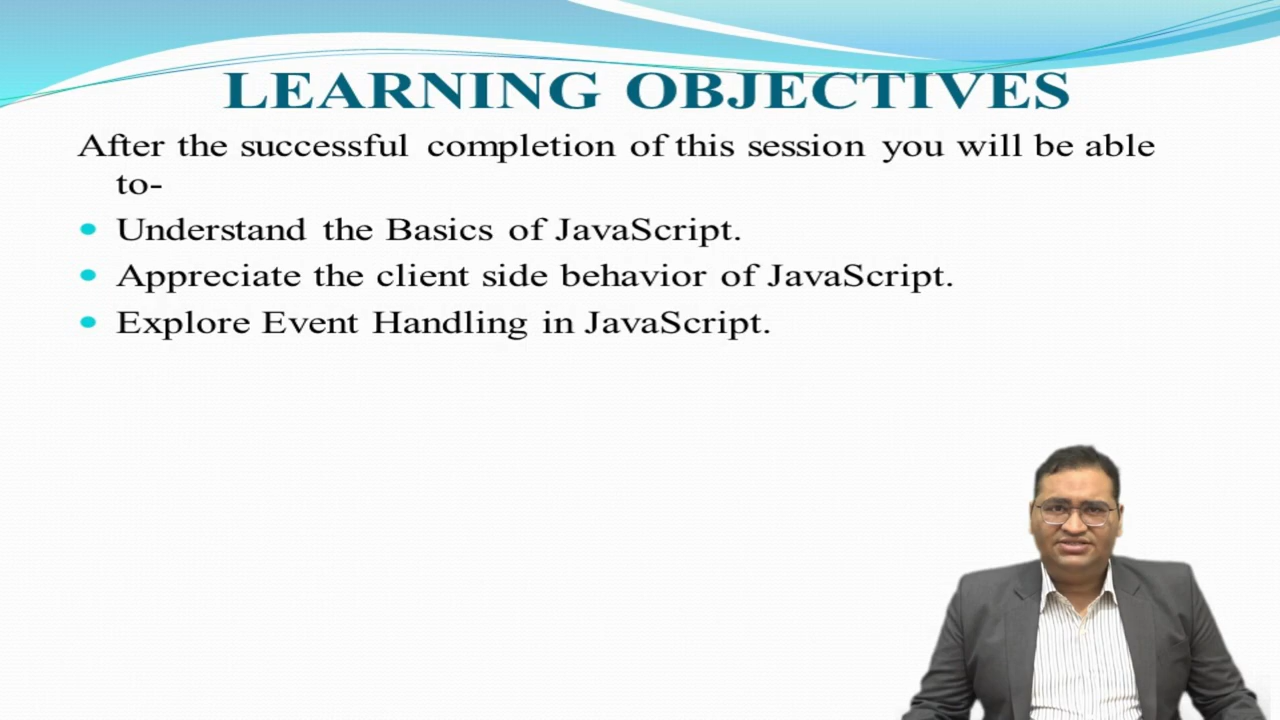 LEARNING OBJECTIVES
After the successful completion of this session you will be able
to-
Understand the Basics of JavaScript.
Appreciate the client side behavior of JavaScript.
Explore Event Handling in JavaScript.